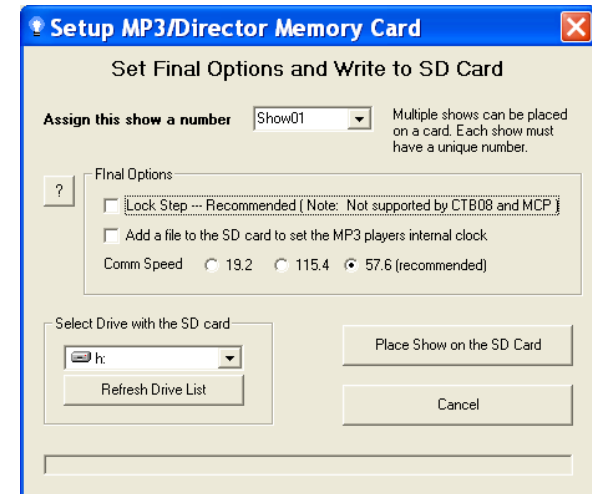 Setup MP3/Director Memory Card
Set Final Options and Write to SD Card
Assign this show a number
Show01
Multiple shows can be placed
on a card. Each show must
have a unique number.
?
FInal Options
Lock Step --- Recommended ( Note: Not supported by CTB08 and MCP )
Add a file to the SD card to set the MP3 players internal clock
Comm Speed 19.2 115.4 57.6 (recommended)
Select Drive with the SD card
h:
Refresh Drive List
Place Show on the SD Card
Cancel